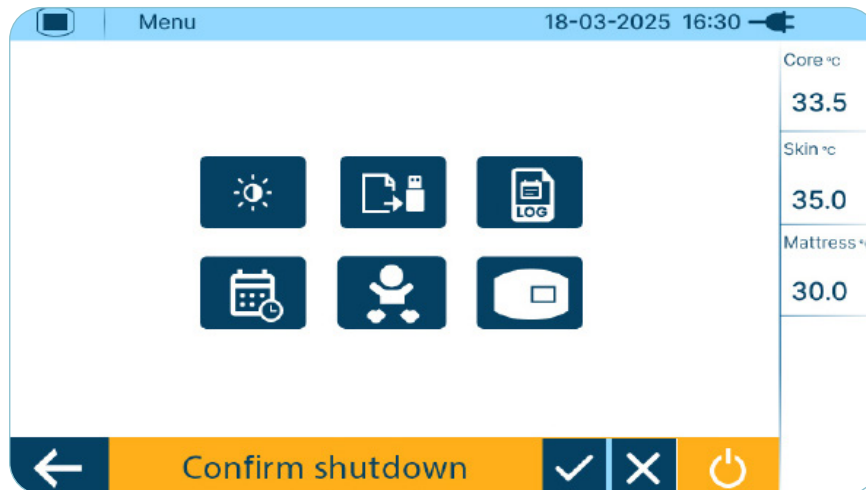 Menu
18-03-2025 16:30
Core °C
33.5
Skin °C
35.0
Mattress °C
30.0
LOG
Confirm shutdown